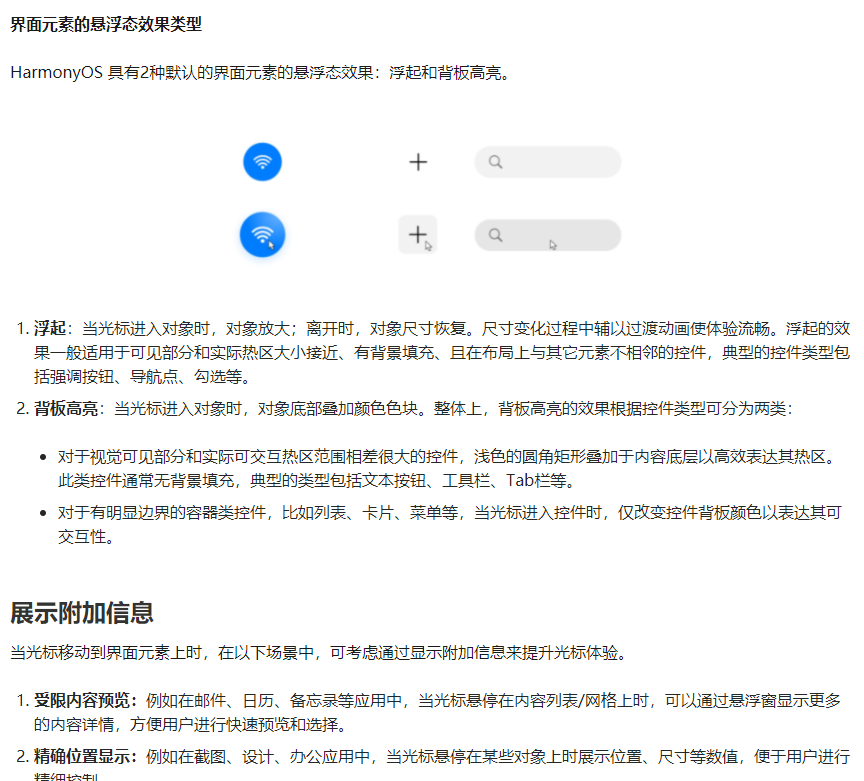 界面元素的悬浮态效果类型
HarmonyOS 具有2种默认的界面元素的悬浮态效果：浮起和背板高亮。
1. 浮起：当光标进入对象时，对象放大；离开时，对象尺寸恢复。尺寸变化过程中辅以过渡动画使体验流畅。浮起的效
果一般适用于可见部分和实际热区大小接近、有背景填充、且在布局上与其它元素不相邻的控件，典型的控件类型包
括强调按钮、导航点、勾选等。
2. 背板高亮：当光标进入对象时，对象底部叠加颜色色块。整体上，背板高亮的效果根据控件类型可分为两类：
• 对于视觉可见部分和实际可交互热区范围相差很大的控件，浅色的圆角矩形叠加于内容底层以高效表达其热区。
此类控件通常无背景填充，典型的类型包括文本按钮、工具栏、Tab栏等。
• 对于有明显边界的容器类控件，比如列表、卡片、菜单等，当光标进入控件时，仅改变控件背板颜色以表达其可
交互性。
展示附加信息
当光标移动到界面元素上时，在以下场景中，可考虑通过显示附加信息来提升光标体验。
1. 受限内容预览：例如在邮件、日历、备忘录等应用中，当光标悬停在内容列表/网格上时，可以通过悬浮窗显示更多
的内容详情，方便用户进行快速预览和选择。
2. 精确位置显示：例如在截图、设计、办公应用中，当光标悬停在某些对象上时展示位置、尺寸等数值，便于用户进行
精细控制